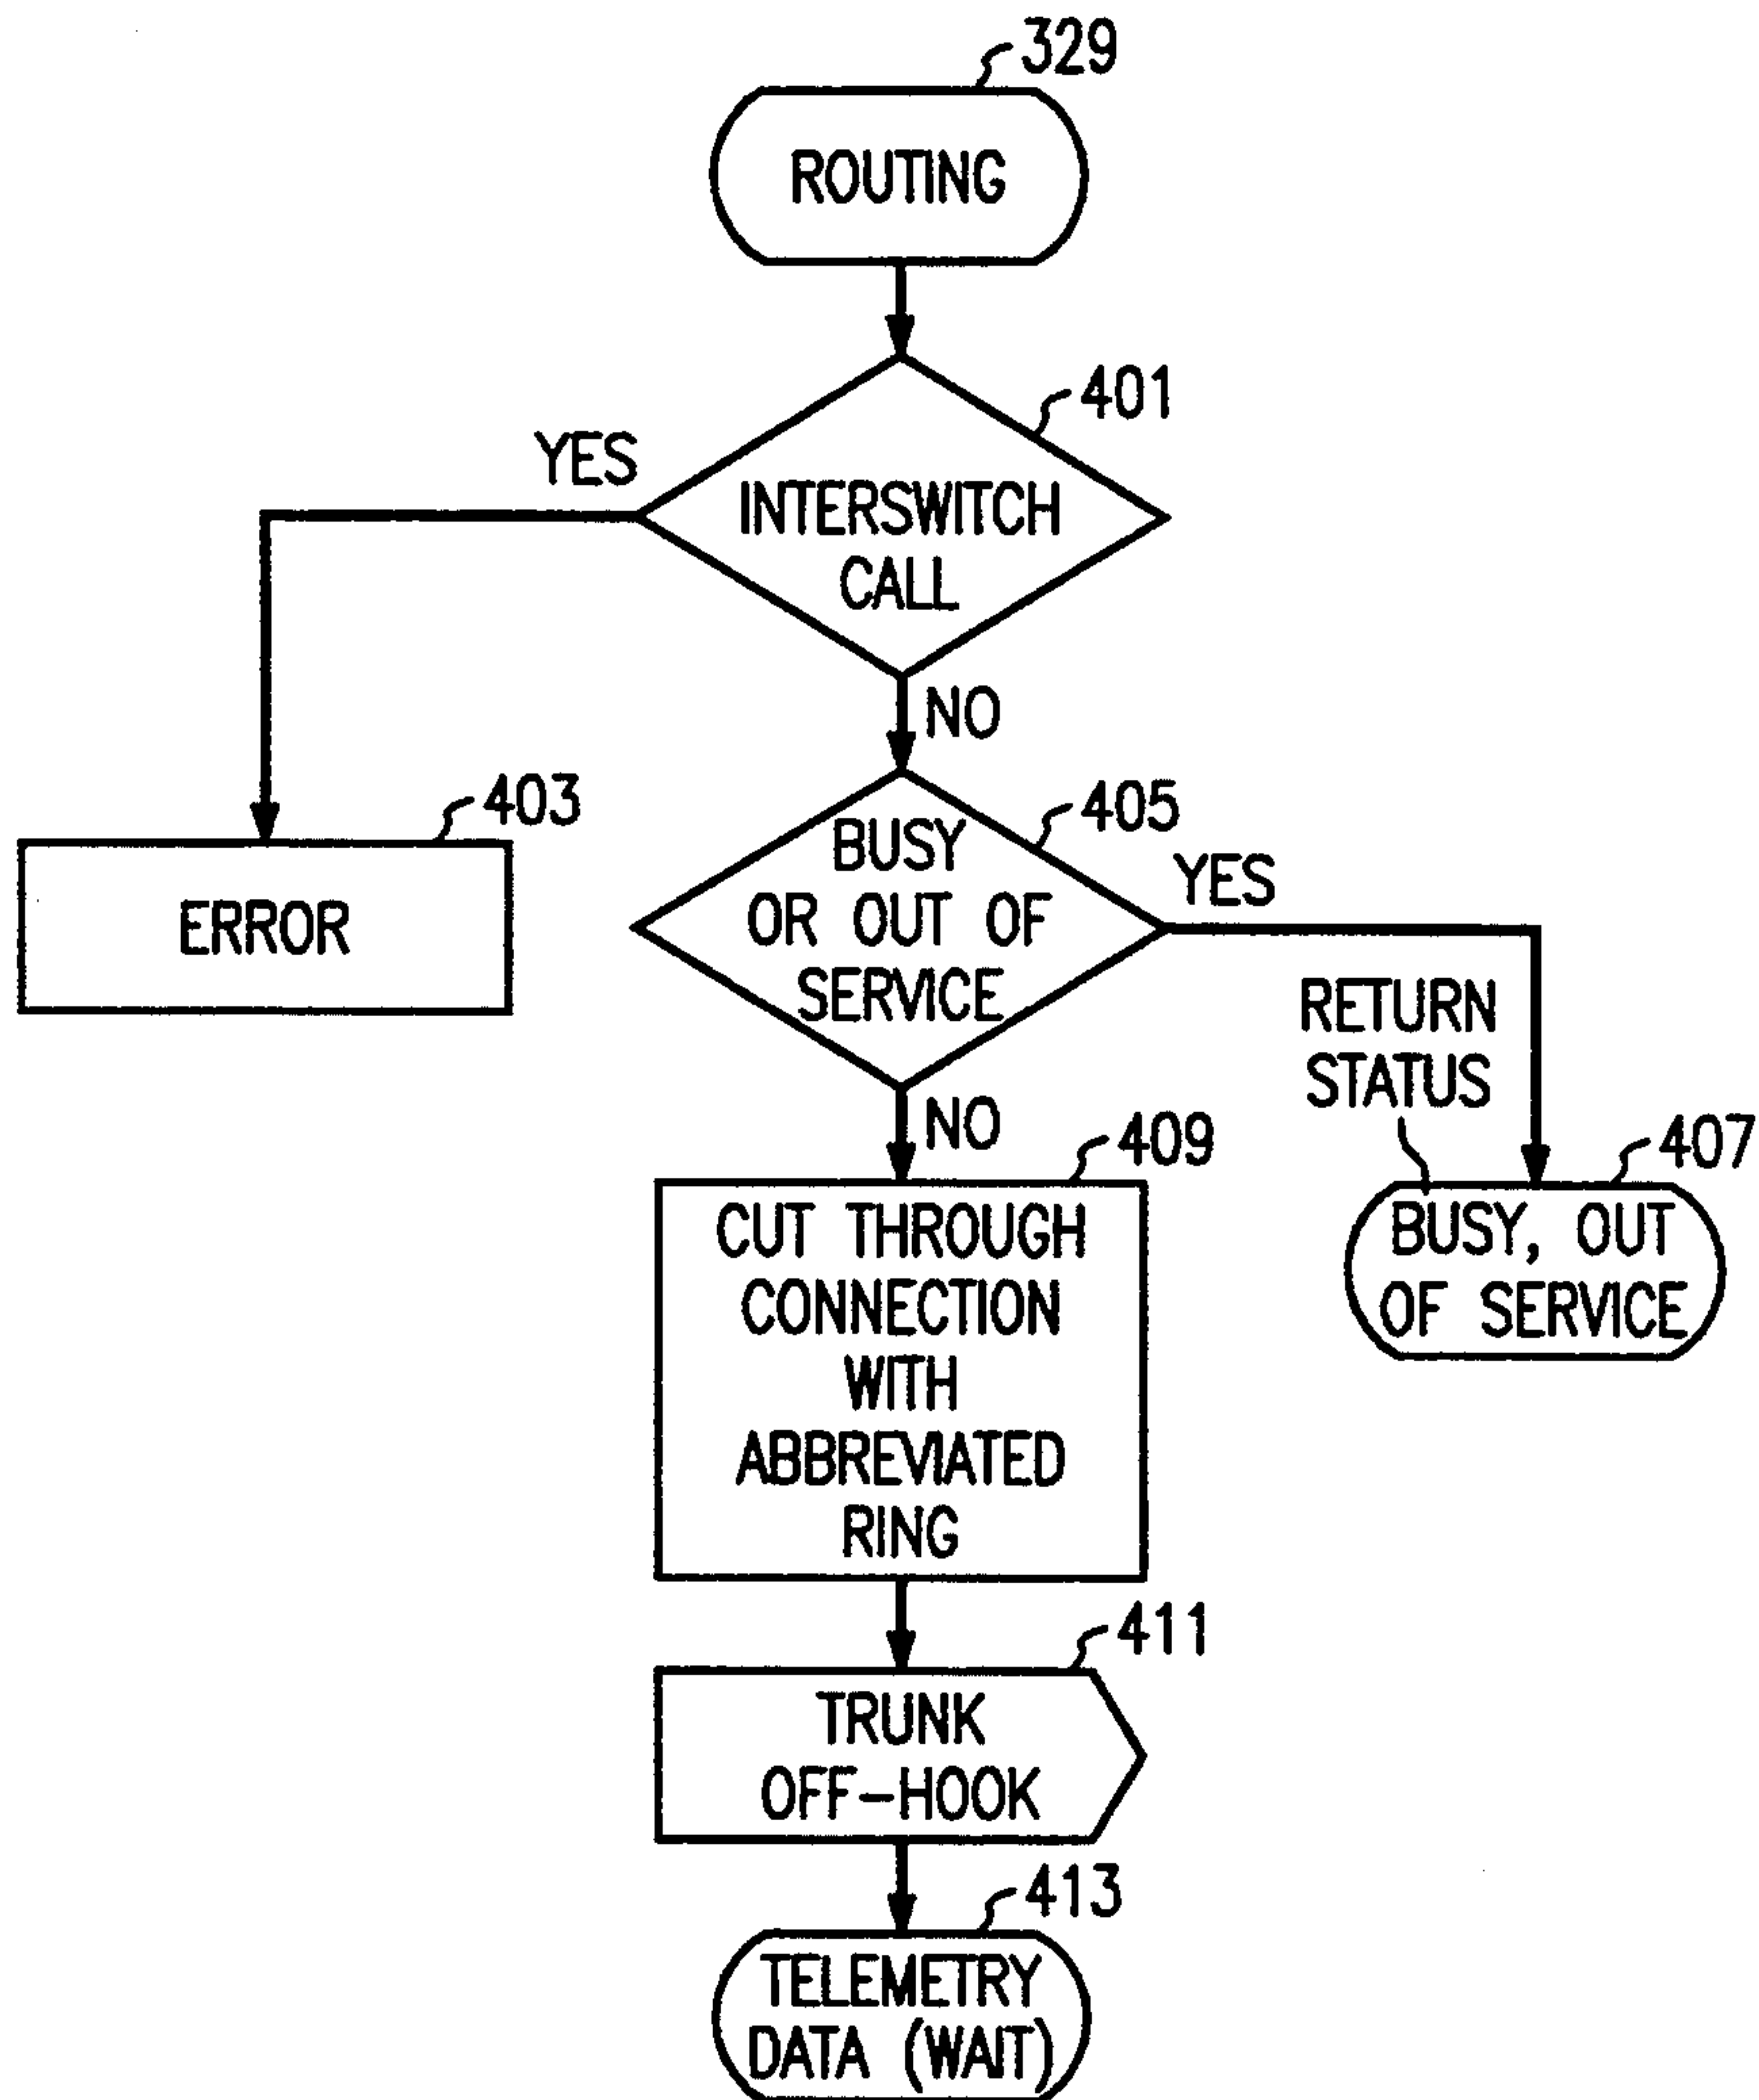 329
ROUTING
401
YES
INTERSWITCH
CALL
NO
403
ERROR
405
BUSY
OR OUT OF
SERVICE
YES
RETURN
STATUS
407
BUSY, OUT
OF SERVICE
NO
409
CUT THROUGH
CONNECTION
WITH
ABBREVIATED
RING
411
TRUNK
OFF-HOOK
413
TELEMETRY
DATA (WAIT)